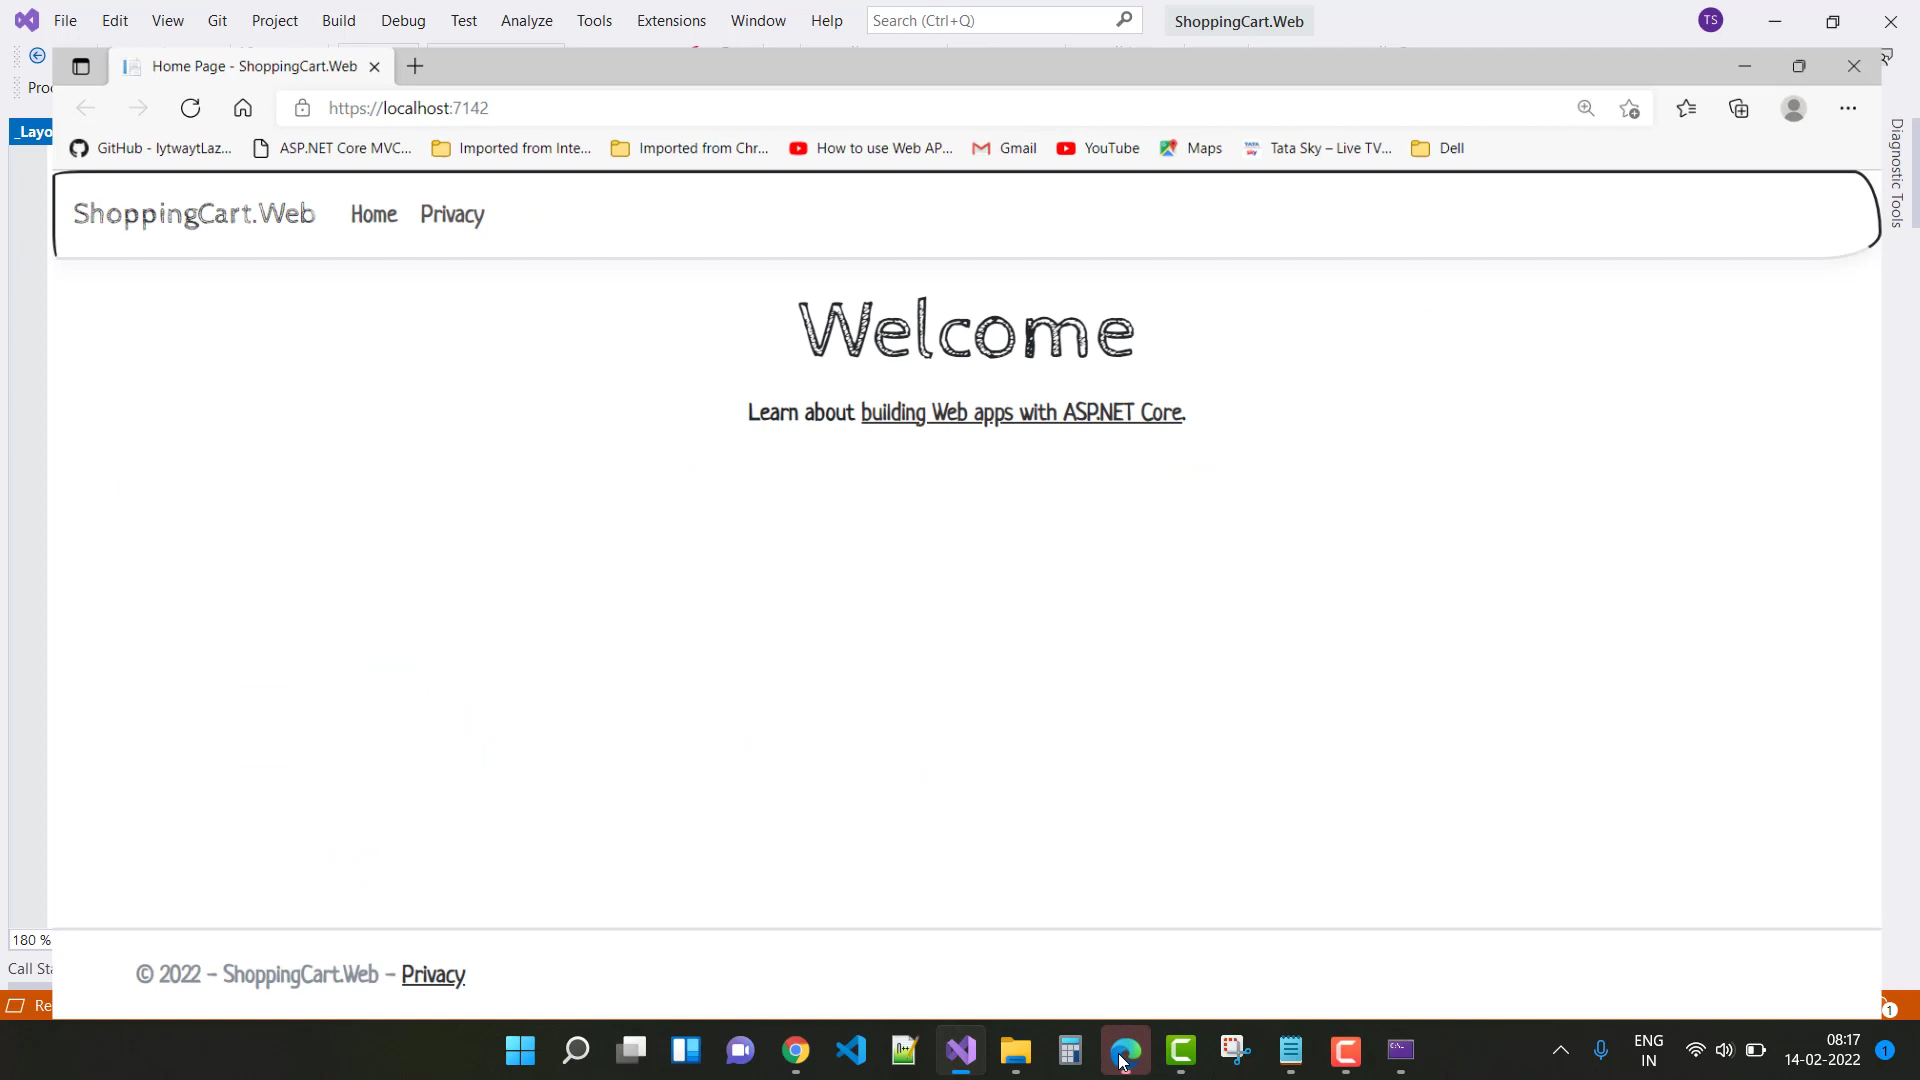 File Edit View Git Project Build Debug Test Analyze Tools Extensions Window Help Search (Ctrl+Q) ShoppingCart.Web TS
Home Page - ShoppingCart.Web
https://localhost:7142
GitHub - lytwaytLaz... ASP.NET Core MVC... Imported from Inte... Imported from Chr... How to use Web AP... Gmail YouTube Maps Tata Sky – Live TV... Dell
Diagnostic Tools
ShoppingCart.Web Home Privacy
Welcome
Learn about building Web apps with ASP.NET Core.
180 %
© 2022 - ShoppingCart.Web - Privacy
1
ENG
IN
08:17
14-02-2022
1